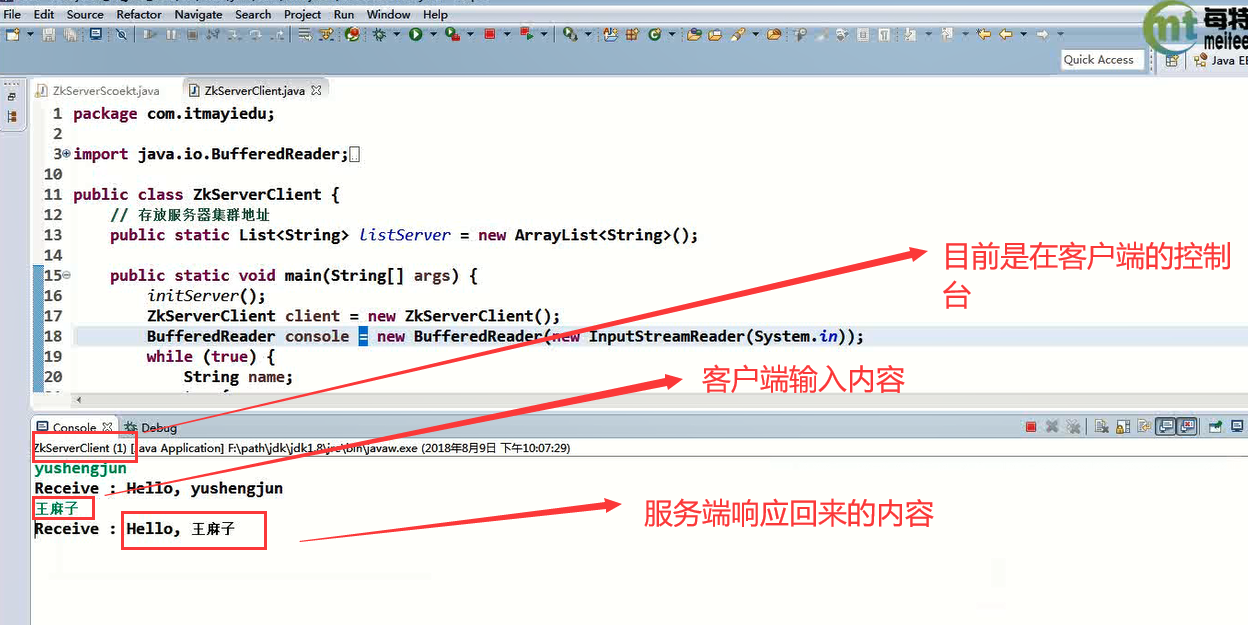 File Edit Source Refactor Navigate Search Project Run Window Help
每特
meitee
Quick Access
Java EE
ZkServerScoekt.java
ZkServerClient.java
1 package com.itmayiedu;
2
3 import java.io.BufferedReader;
10
11 public class ZkServerClient {
12 // 存放服务器集群地址
13 public static List<String> listServer = new ArrayList<String>();
14
15 public static void main(String[] args) {
16 initServer();
17 ZkServerClient client = new ZkServerClient();
18 BufferedReader console = new BufferedReader(new InputStreamReader(System.in));
19 while (true) {
20 String name;
目前是在客户端的控制
台
客户端输入内容
Console Debug
ZkServerClient (1) [Java Application] F:\path\jdk\jdk1.8\jre\bin\javaw.exe (2018年8月9日 下午10:07:29)
yushengjun
Receive : Hello, yushengjun
王麻子
Receive : Hello, 王麻子
服务端响应回来的内容